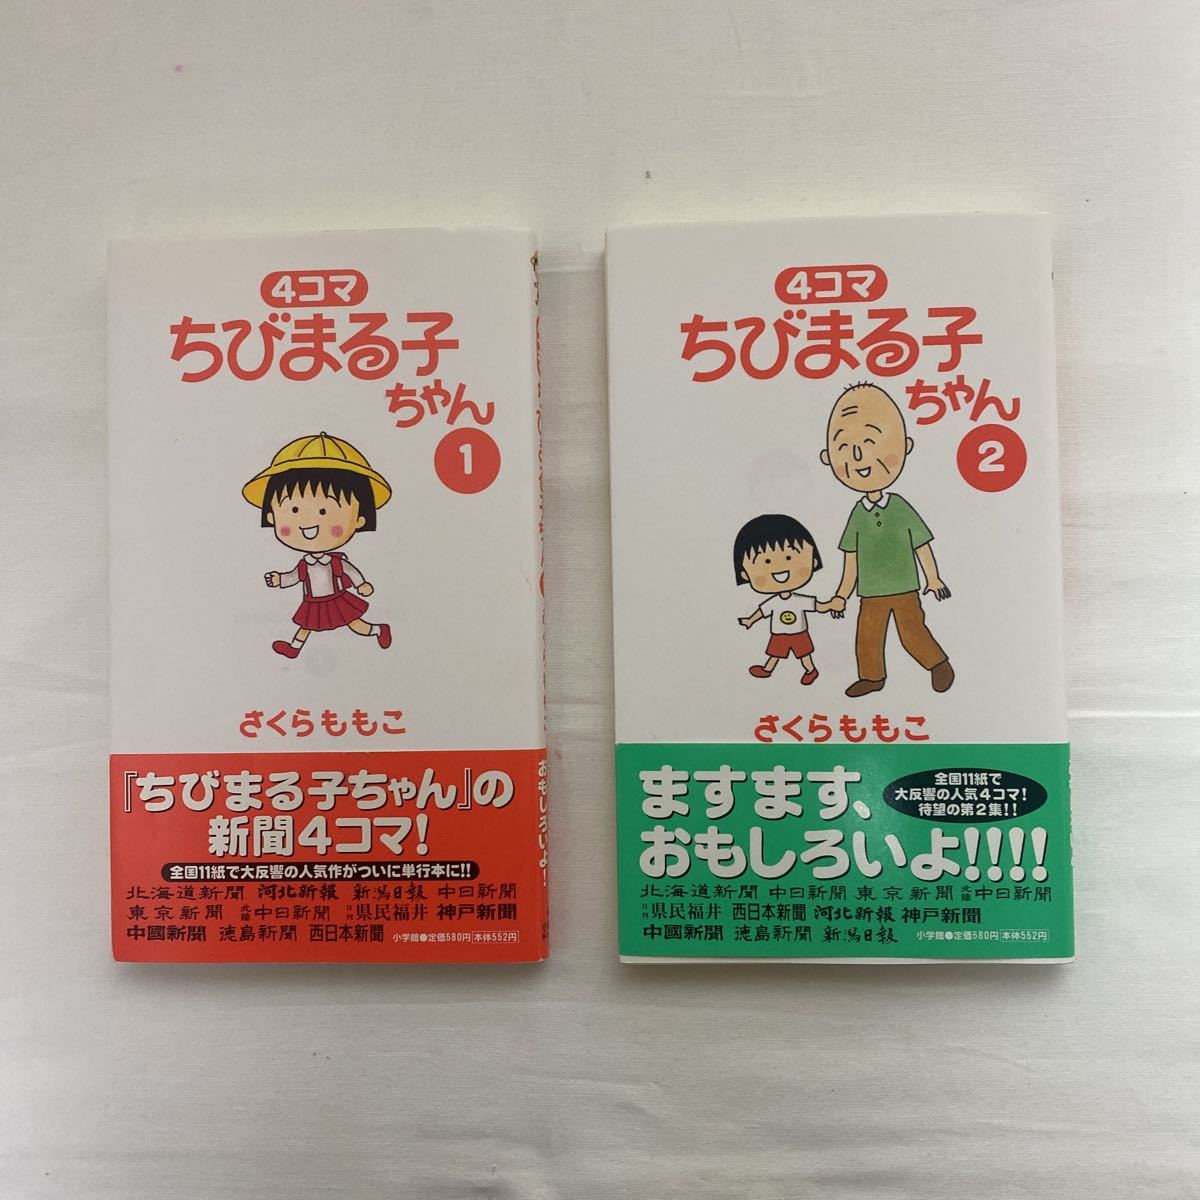 4コマ
ちびまる子
ちゃん
1
さくらももこ
『ちびまる子ちゃん』の
新聞4コマ!
全国11紙で大反響の人気作がついに単行本に!!
北海道新聞 河北新報 新潟日報 中日新聞
東京新聞 北陸中日新聞 日刊県民福井 神戸新聞
中國新聞 徳島新聞 西日本新聞 小学館●定価580円 本体552円
おもしろいよ!
4コマ
ちびまる子
ちゃん
2
さくらももこ
ますます、
おもしろいよ!!!!
全国11紙で
大反響の人気4コマ!
待望の第2集!!
北海道新聞 中日新聞 東京新聞 北陸中日新聞
日刊県民福井 西日本新聞 河北新報 神戸新聞
中國新聞 徳島新聞 新潟日報 小学館●定価580円 本体552円